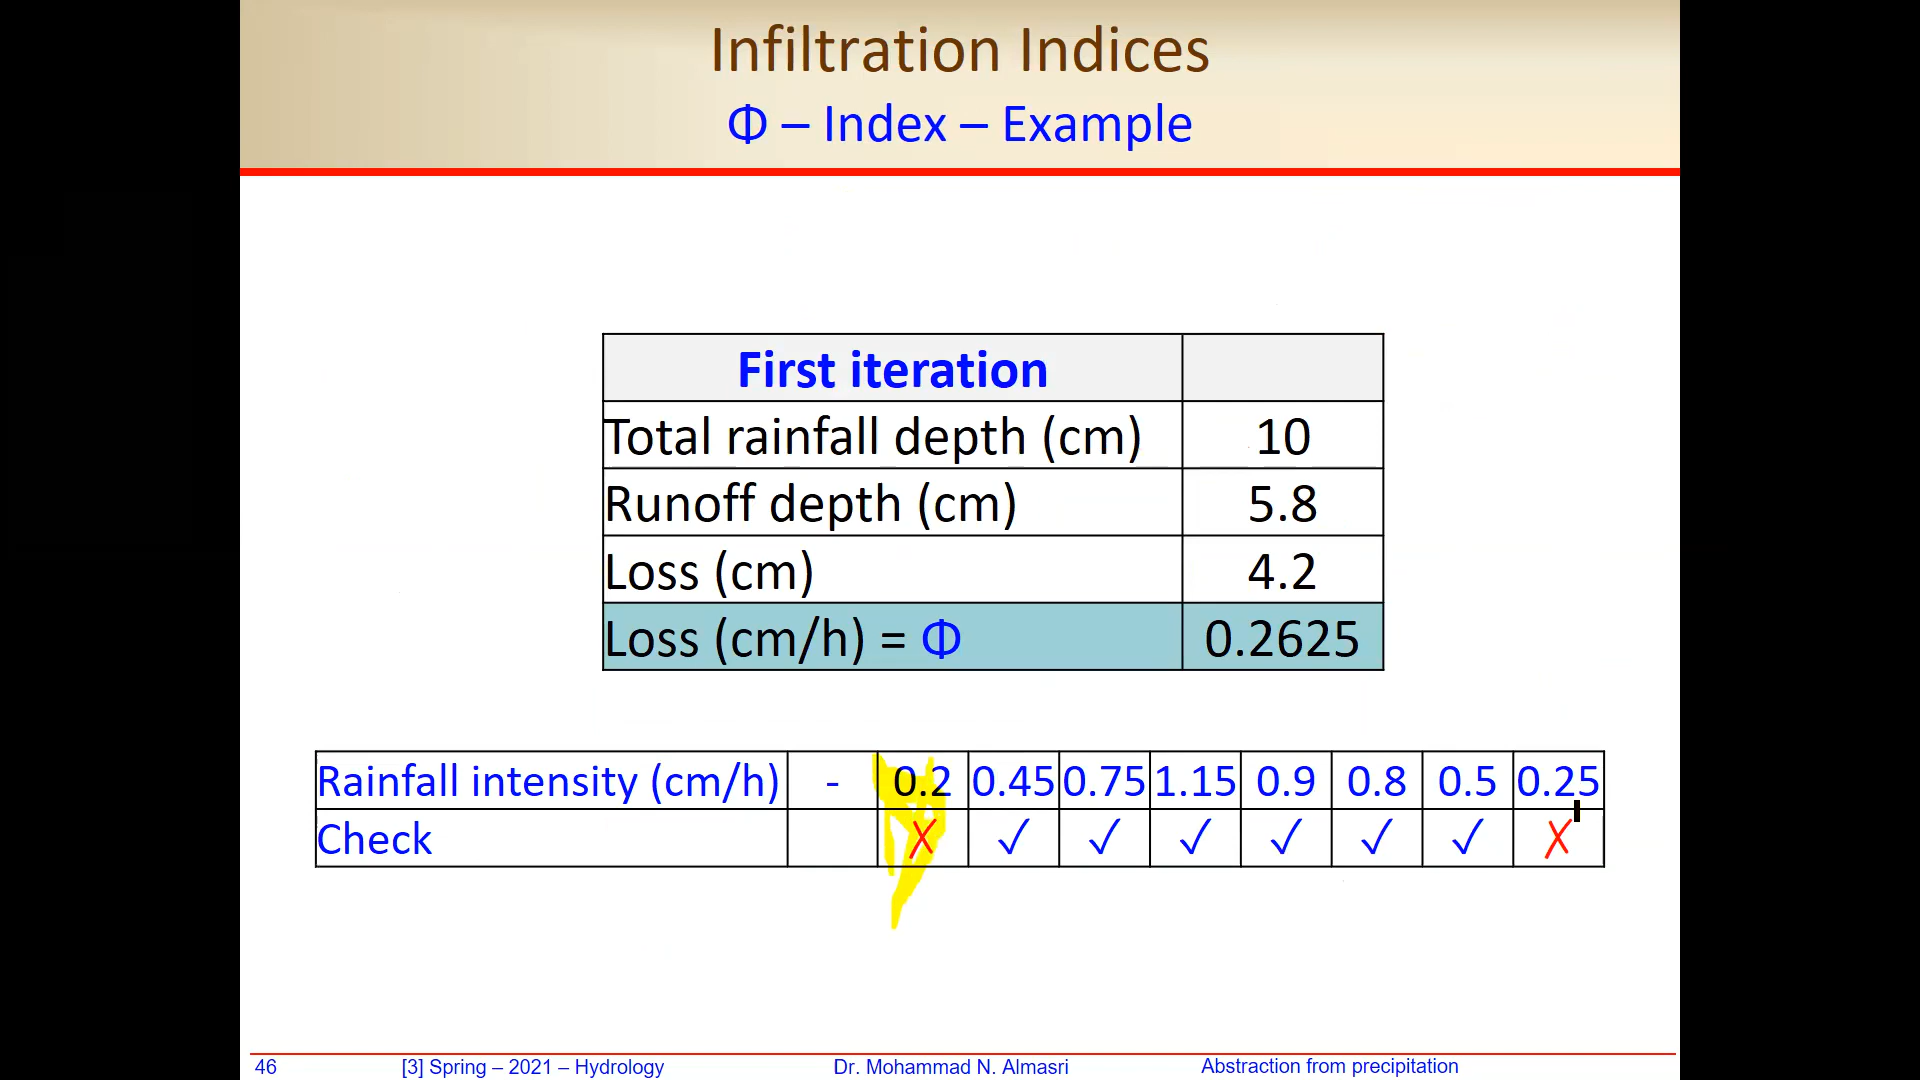 Infiltration Indices
Φ – Index – Example
First iteration
Total rainfall depth (cm) 10
Runoff depth (cm) 5.8
Loss (cm) 4.2
Loss (cm/h) = Φ 0.2625
Rainfall intensity (cm/h) - 0.2 0.45 0.75 1.15 0.9 0.8 0.5 0.25
Check ✗ ✓ ✓ ✓ ✓ ✓ ✓ ✗
46 [3] Spring – 2021 – Hydrology Dr. Mohammad N. Almasri Abstraction from precipitation